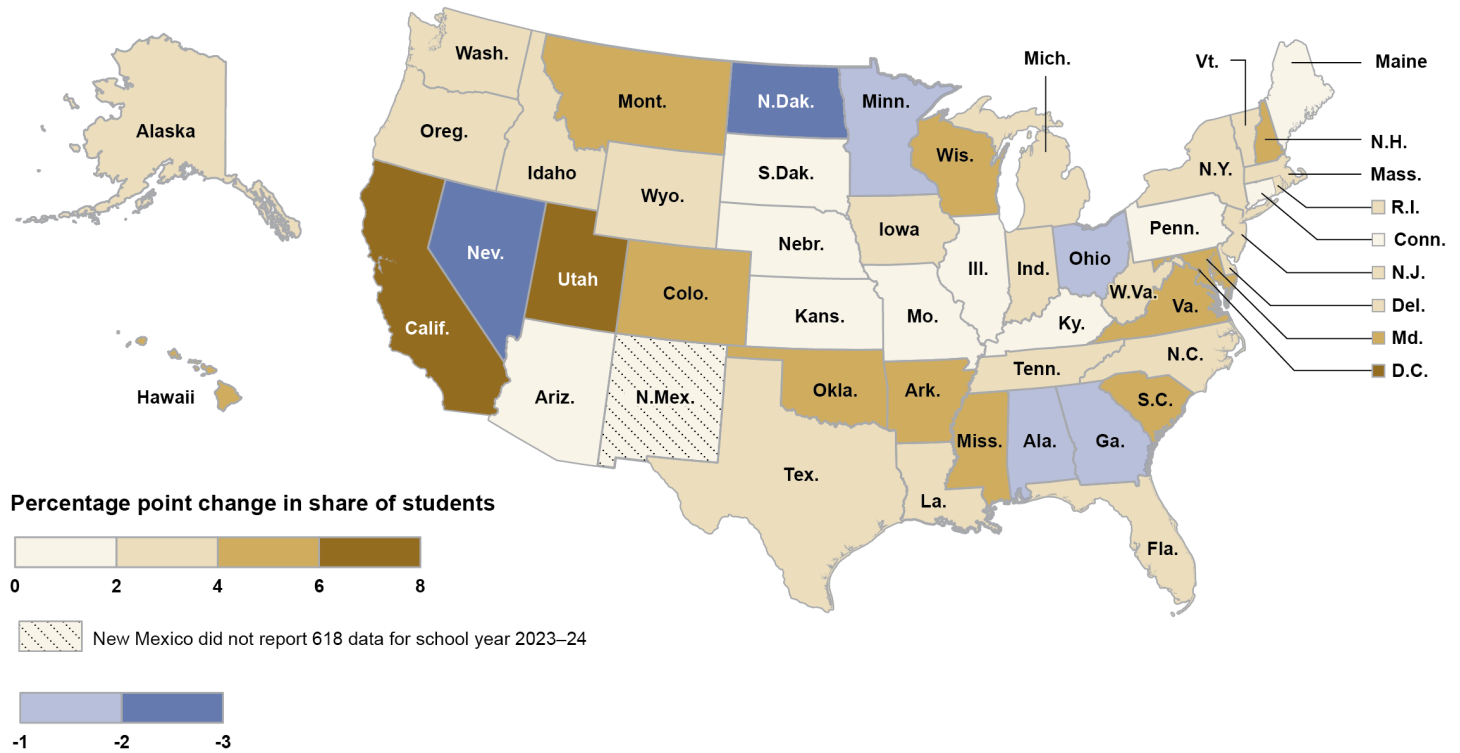 Mich.
Vt.
Maine
Wash.
Mont.
N.Dak.
Minn.
Alaska
Oreg.
N.H.
Wis.
Idaho
S.Dak.
N.Y.
Mass.
Wyo.
R.I.
Iowa
Penn.
Conn.
Nebr.
Nev.
Ohio
Ill.
Ind.
N.J.
Utah
Colo.
W.Va.
Va.
Del.
Kans.
Mo.
Ky.
Calif.
Md.
N.C.
Tenn.
D.C.
Hawaii
Ariz.
N.Mex.
Okla.
Ark.
S.C.
Miss.
Ala.
Ga.
Tex.
La.
Fla.
Percentage point change in share of students
0 2 4 6 8
New Mexico did not report 618 data for school year 2023–24
-1 -2 -3